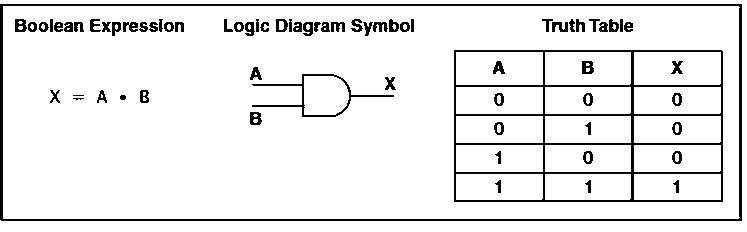 Boolean Expression
Logic Diagram Symbol
Truth Table
X = A • B
A
B
X
A B X
0 0 0
0 1 0
1 0 0
1 1 1